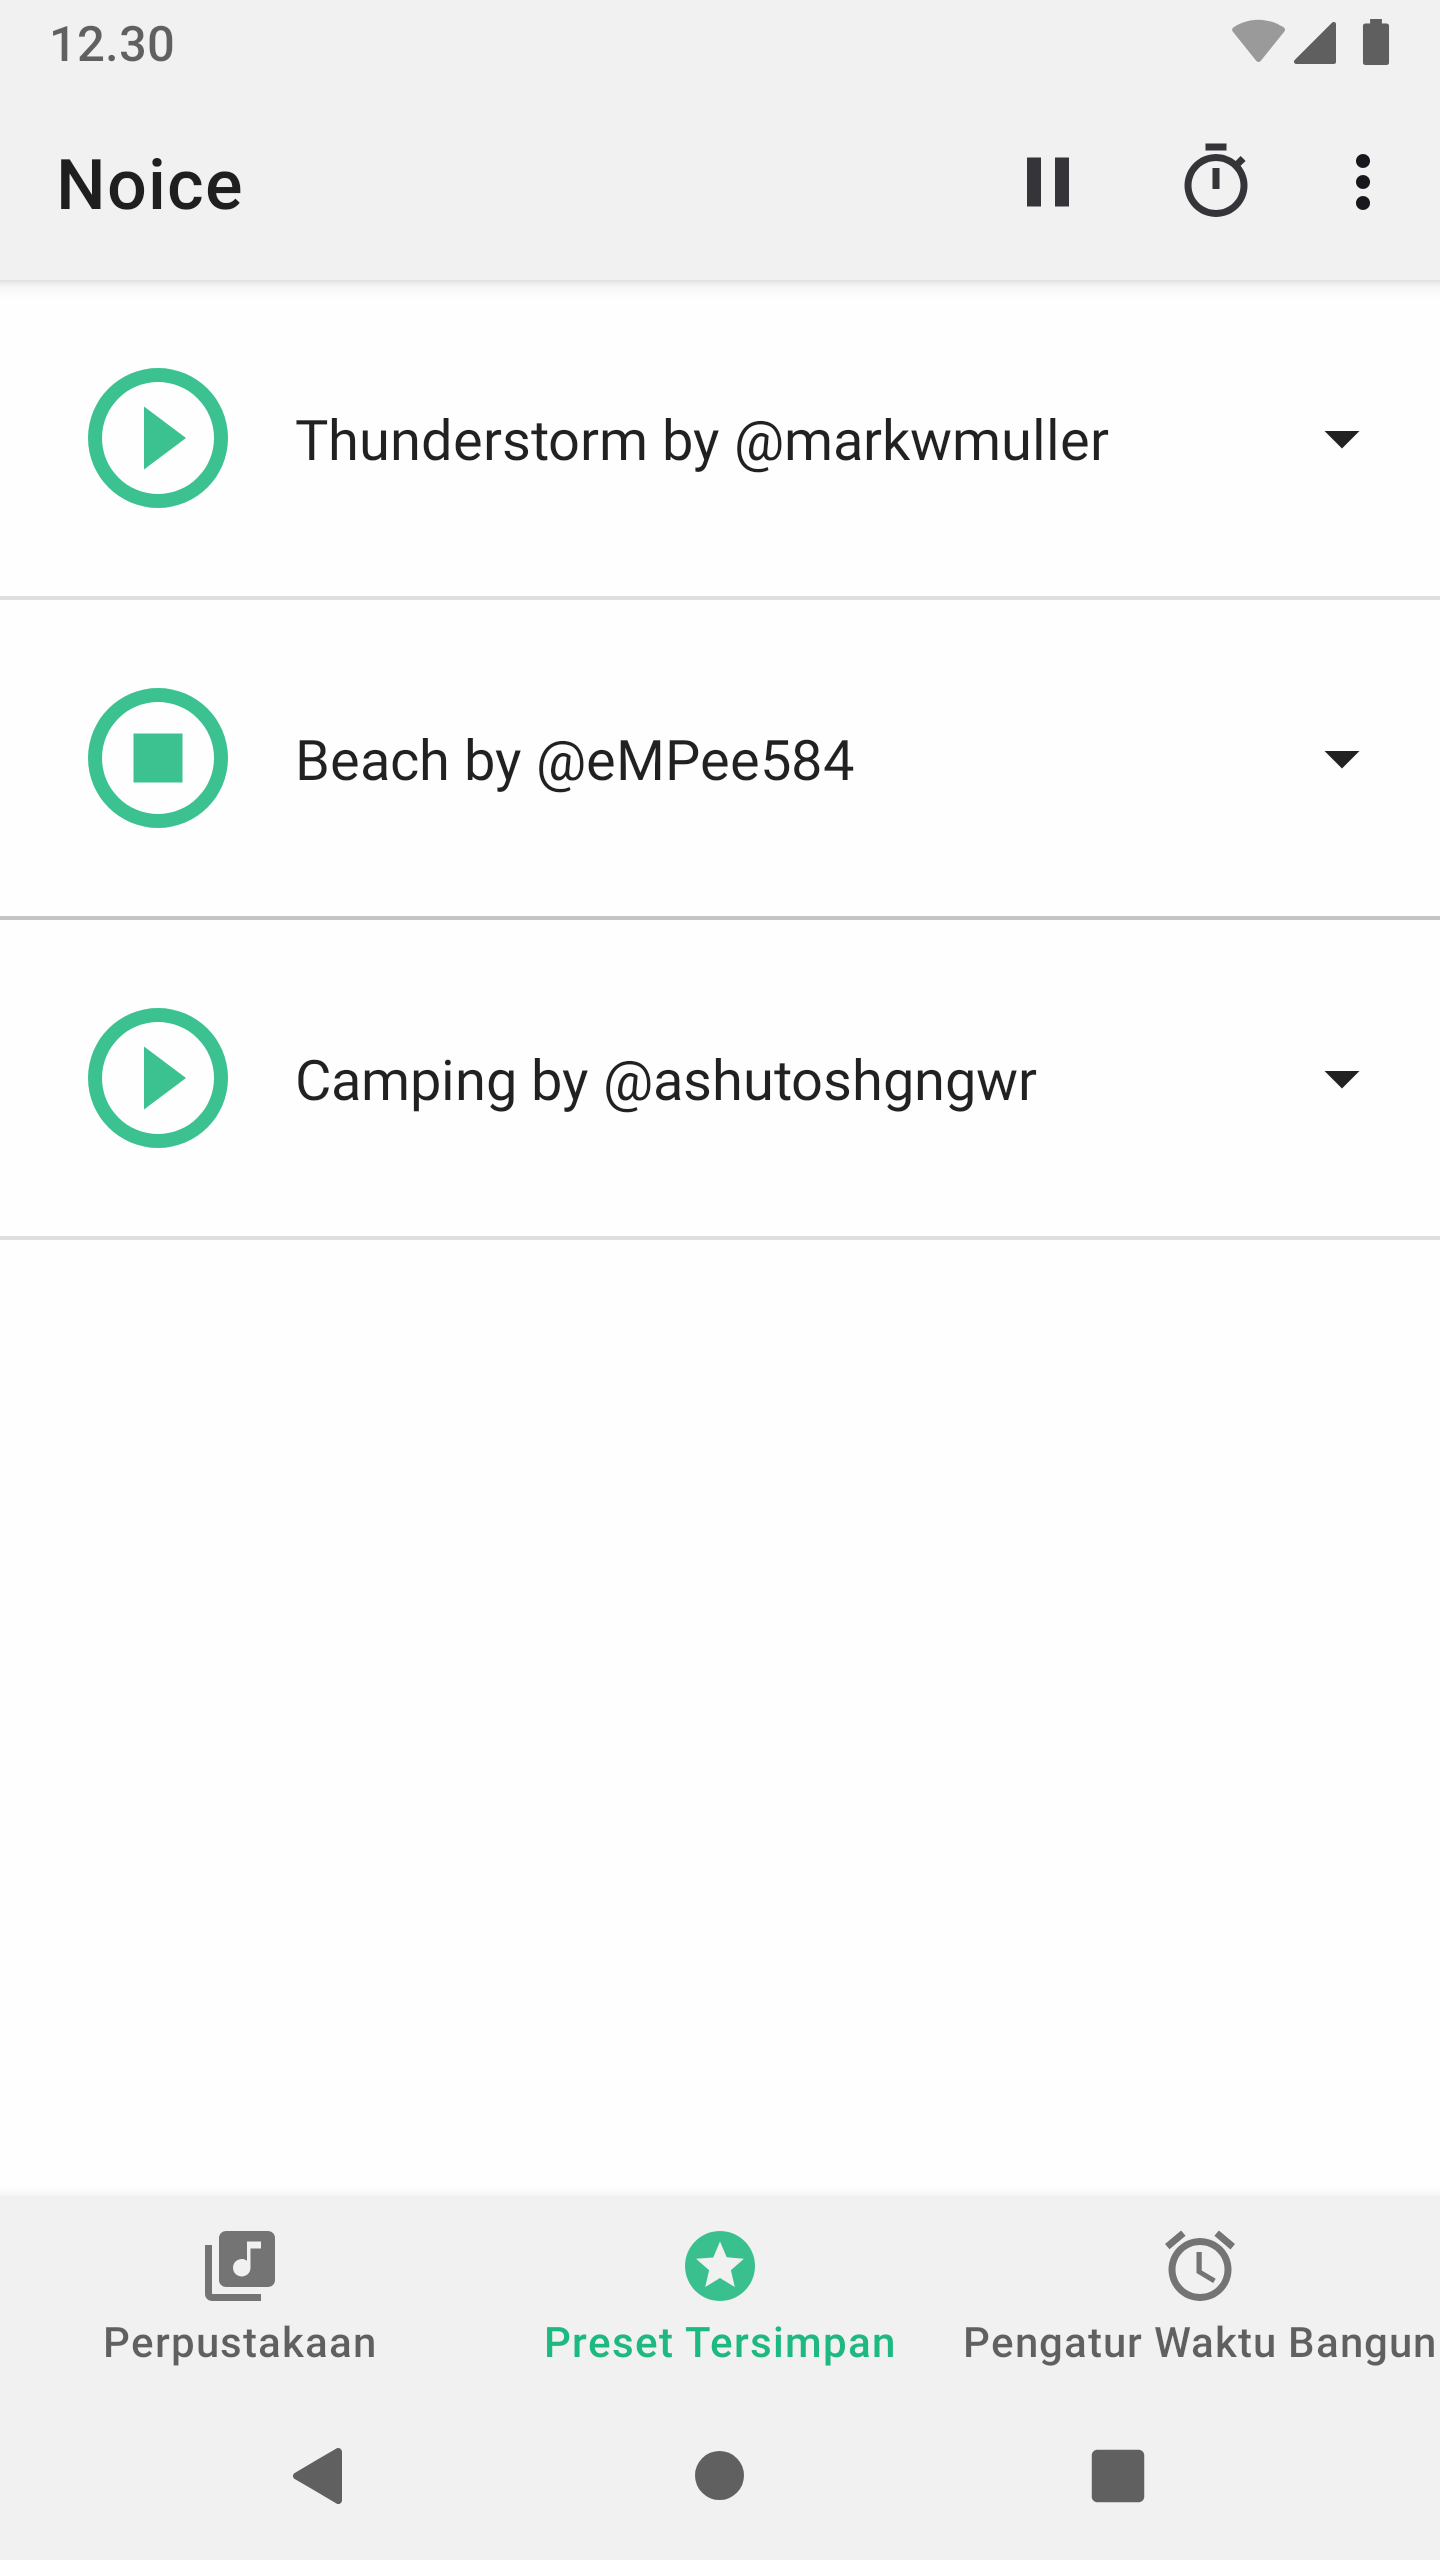 12.30
Noice
Thunderstorm by @markwmuller
Beach by @eMPee584
Camping by @ashutoshgngwr
Perpustakaan
Preset Tersimpan
Pengatur Waktu Bangun